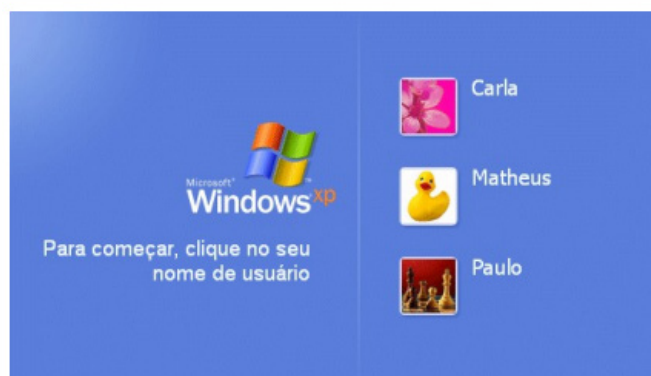 Microsoft®
Windows xp
Para começar, clique no seu
nome de usuário
Carla
Matheus
Paulo